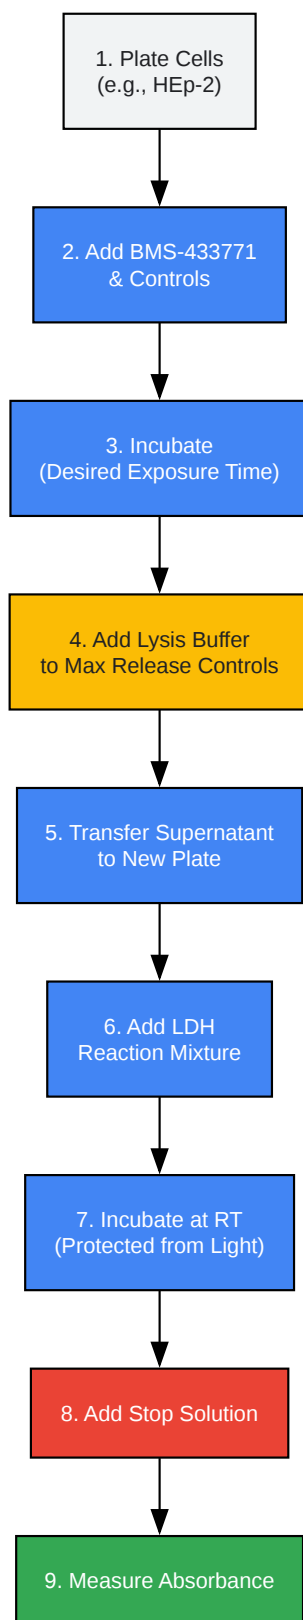 1. Plate Cells
(e.g., HEp-2)
2. Add BMS-433771
& Controls
3. Incubate
(Desired Exposure Time)
4. Add Lysis Buffer
to Max Release Controls
5. Transfer Supernatant
to New Plate
6. Add LDH
Reaction Mixture
7. Incubate at RT
(Protected from Light)
8. Add Stop Solution
9. Measure Absorbance